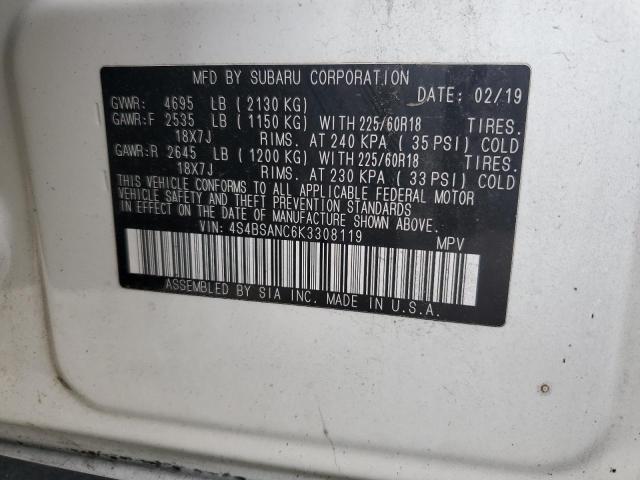 MFD BY SUBARU CORPORATION
GVWR: 4695 LB ( 2130 KG) DATE: 02/19
GAWR:F 2535 LB ( 1150 KG) WITH 225/60R18 TIRES.
18X7J RIMS. AT 240 KPA ( 35 PSI) COLD
GAWR:R 2645 LB ( 1200 KG) WITH 225/60R18 TIRES.
18X7J RIMS. AT 230 KPA ( 33 PSI) COLD
THIS VEHICLE CONFORMS TO ALL APPLICABLE FEDERAL MOTOR
VEHICLE SAFETY AND THEFT PREVENTION STANDARDS
IN EFFECT ON THE DATE OF MANUFACTURE SHOWN ABOVE.
VIN: 4S4BSANC6K3308119 MPV
ASSEMBLED BY SIA INC. MADE IN U.S.A.